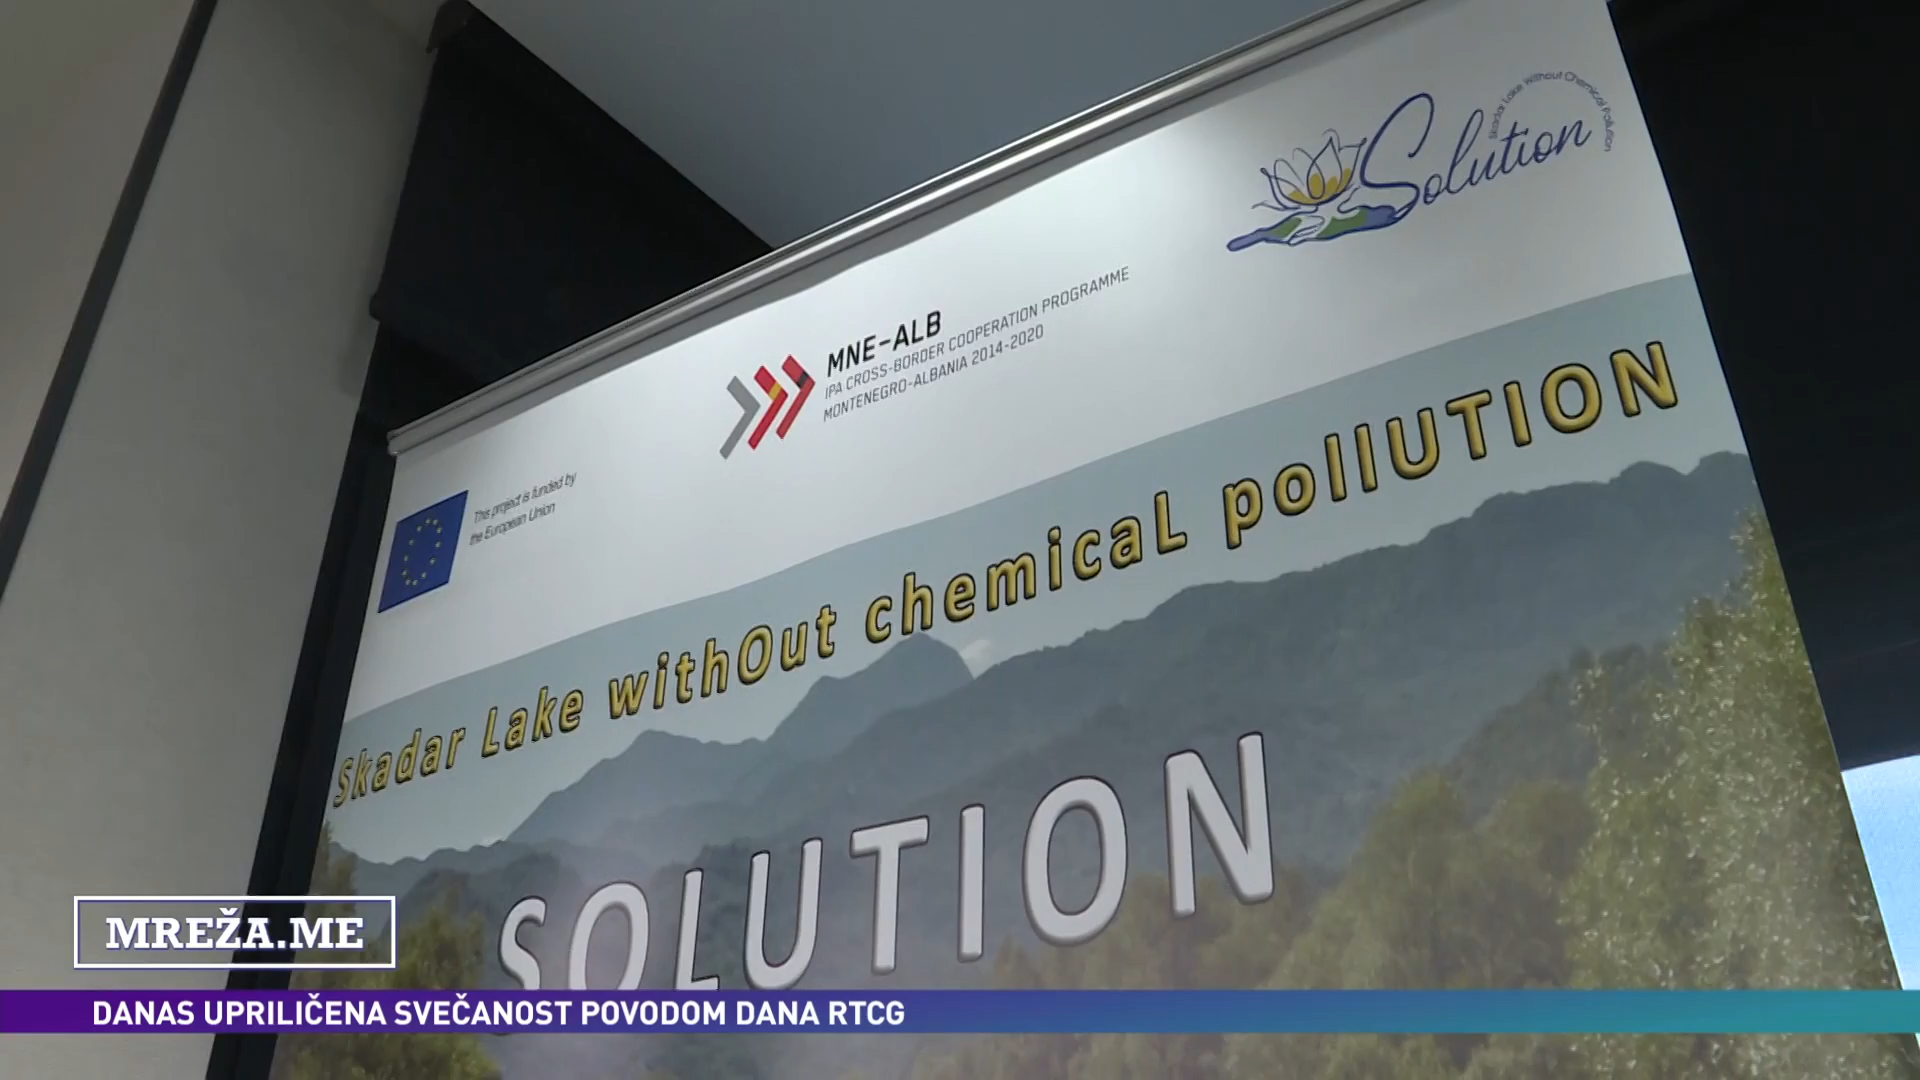 Skadar Lake Without Chemical Pollution
Solution
MNE-ALB
IPA CROSS-BORDER COOPERATION PROGRAMME
MONTENEGRO-ALBANIA 2014-2020
This project is funded by
the European Union
Skadar Lake withOut chemicaL pollUTION
SOLUTION
MREŽA.ME
DANAS UPRILIČENA SVEČANOST POVODOM DANA RTCG